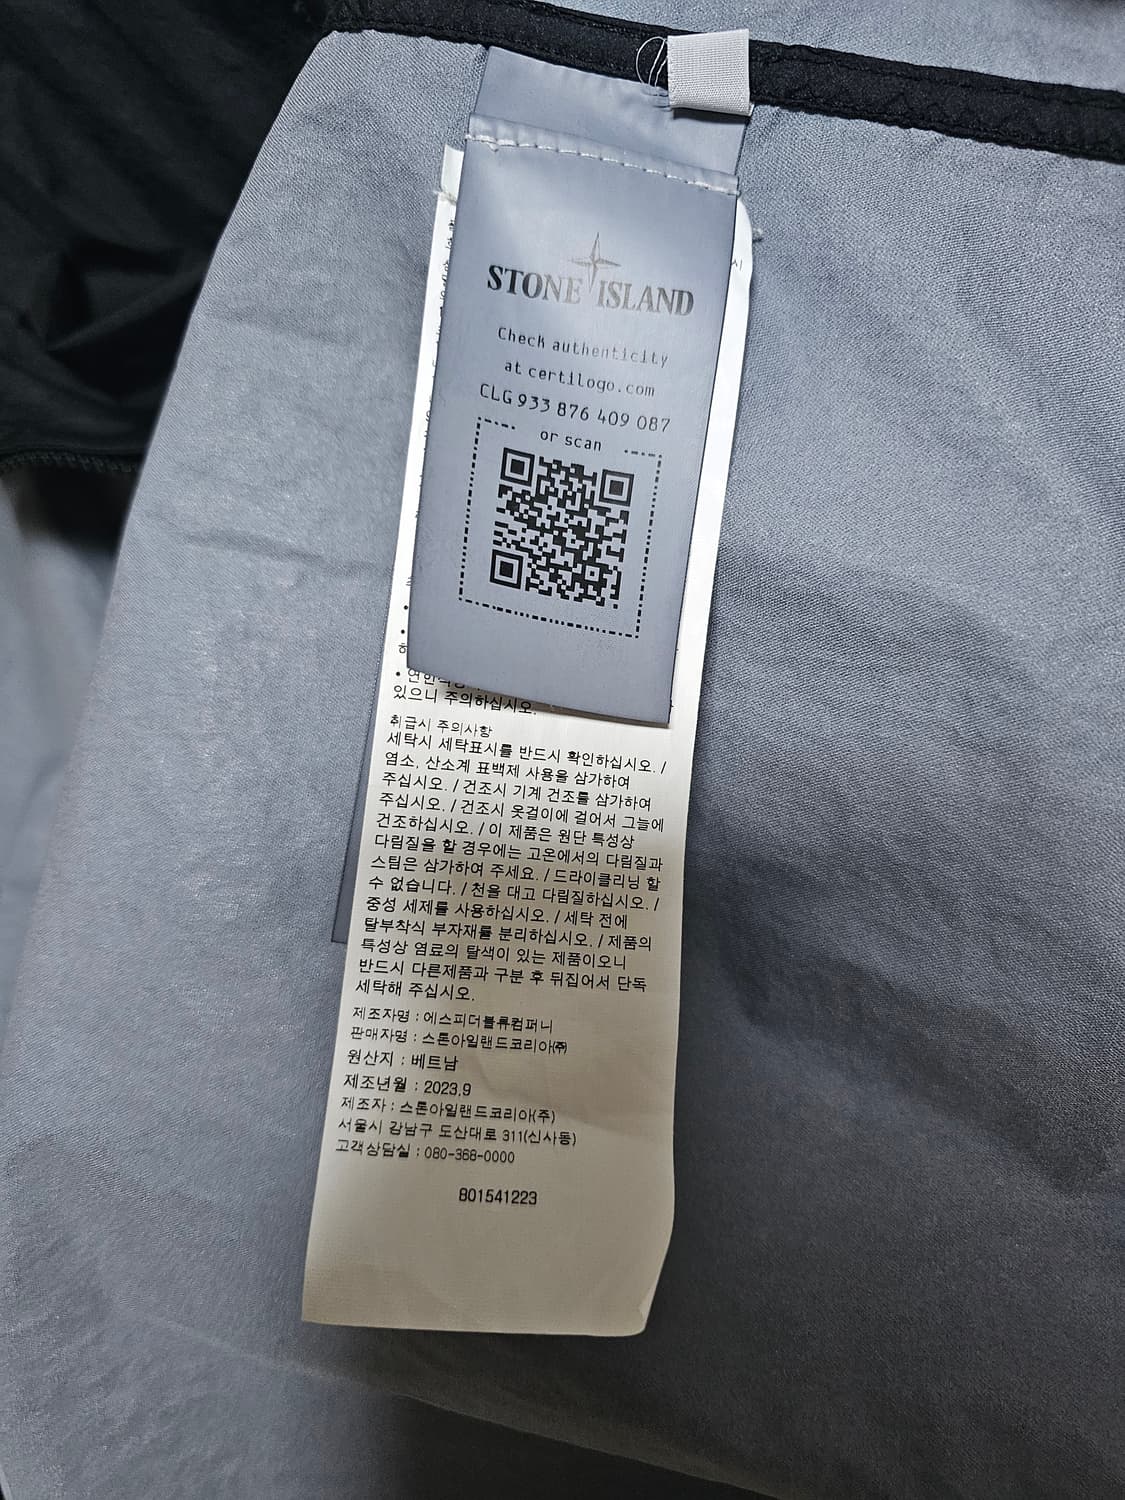 STONE ISLAND
Check authenticity
at certilogo.com
CLG 933 876 409 087
or scan
있으니 주의하십시오.
취급시 주의사항
세탁시 세탁표시를 반드시 확인하십시오. /
염소, 산소계 표백제 사용을 삼가하여
주십시오. / 건조시 기계 건조를 삼가하여
주십시오. / 건조시 옷걸이에 걸어서 그늘에
건조하십시오. / 이 제품은 원단 특성상
다림질을 할 경우에는 고온에서의 다림질과
스팀은 삼가하여 주세요. / 드라이클리닝 할
수 없습니다. / 천을 대고 다림질하십시오. /
중성 세제를 사용하십시오. / 세탁 전에
탈부착식 부자재를 분리하십시오. / 제품의
특성상 염료의 탈색이 있는 제품이오니
반드시 다른제품과 구분 후 뒤집어서 단독
세탁해 주십시오.
제조자명 : 에스피더블류컴퍼니
판매자명 : 스톤아일랜드코리아㈜
원산지 : 베트남
제조년월 : 2023.9
제조자 : 스톤아일랜드코리아(주)
서울시 강남구 도산대로 311(신사동)
고객상담실 : 080-368-0000
801541223